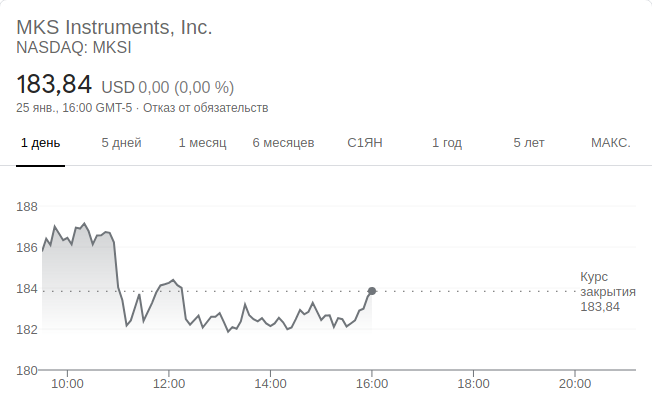 MKS Instruments, Inc.
NASDAQ: MKSI
183,84 USD 0,00 (0,00 %)
25 янв., 16:00 GMT-5 · Отказ от обязательств
1 день 5 дней 1 месяц 6 месяцев С1ЯН 1 год 5 лет МАКС.
188
186
184
182
180
Курс
закрытия
183,84
10:00 12:00 14:00 16:00 18:00 20:00